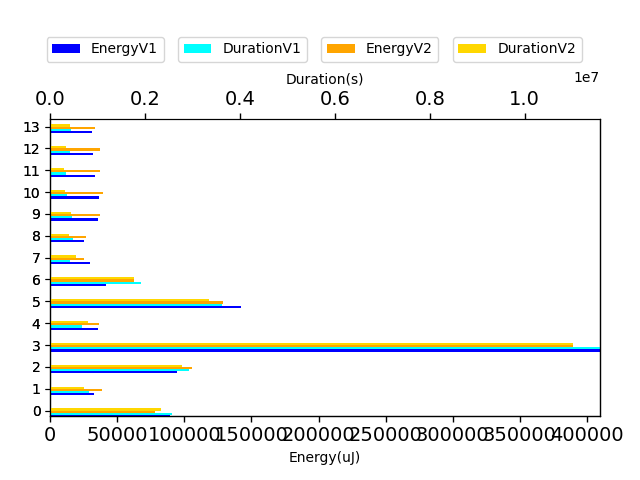 EnergyV1 DurationV1 EnergyV2 DurationV2
Duration(s)
1e7
0.0 0.2 0.4 0.6 0.8 1.0
13
12
11
10
9
8
7
6
5
4
3
2
1
0
0 50000 100000 150000 200000 250000 300000 350000 400000
Energy(uJ)